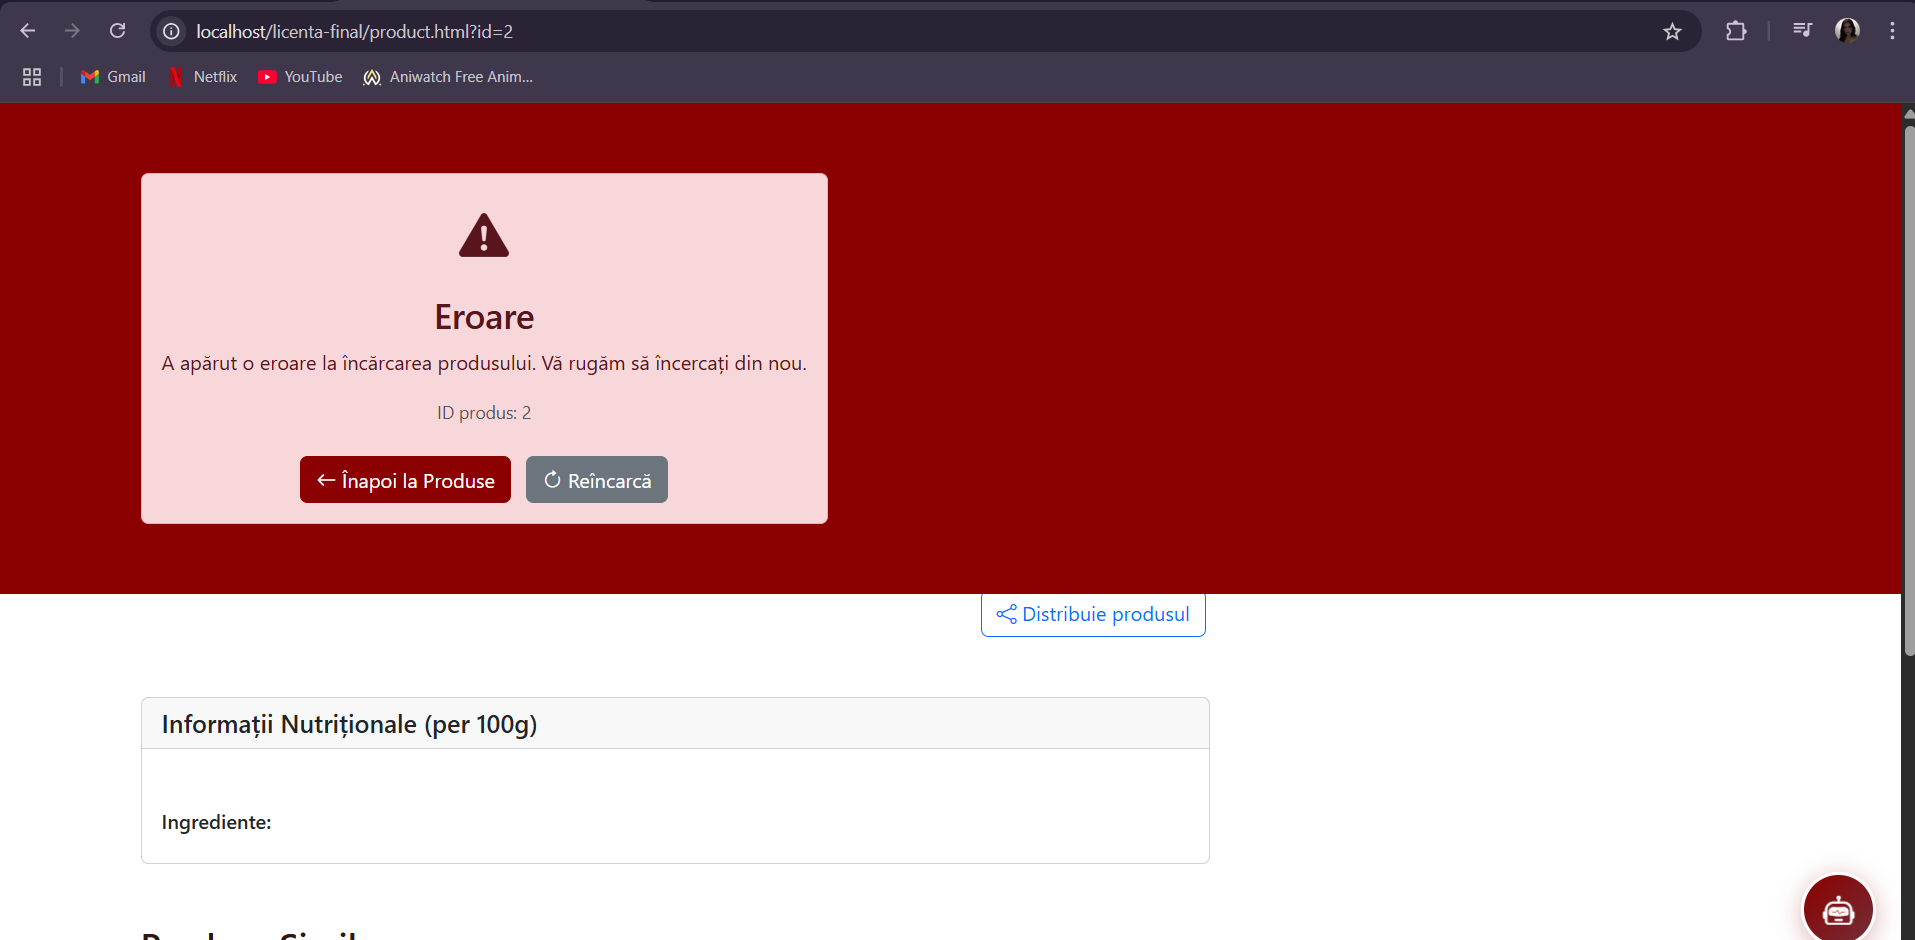 localhost/licenta-final/product.html?id=2
Gmail Netflix YouTube Aniwatch Free Anim...
Eroare
A apărut o eroare la încărcarea produsului. Vă rugăm să încercați din nou.
ID produs: 2
Înapoi la Produse Reîncarcă
Distribuie produsul
Informații Nutriționale (per 100g)
Ingrediente: